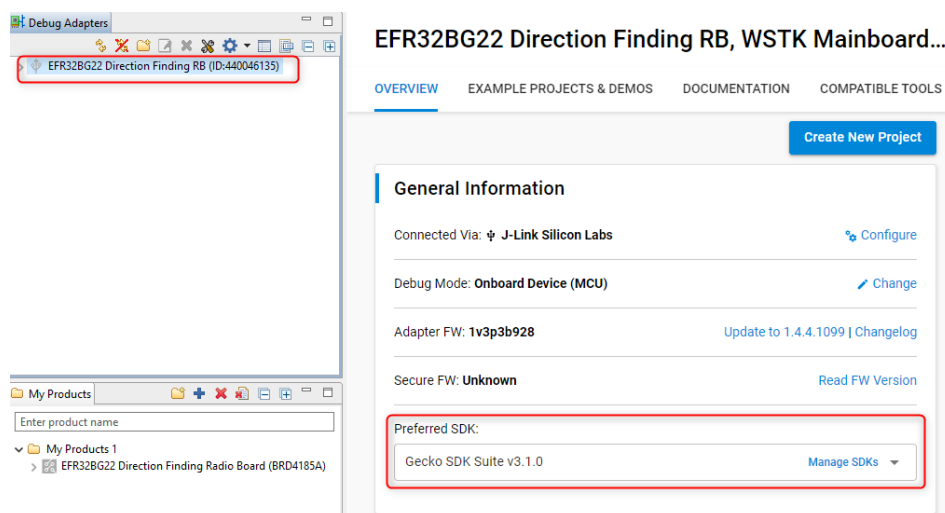 Debug Adapters
EFR32BG22 Direction Finding RB (ID:440046135)
My Products
Enter product name
My Products 1
EFR32BG22 Direction Finding Radio Board (BRD4185A)
EFR32BG22 Direction Finding RB, WSTK Mainboard...
OVERVIEW EXAMPLE PROJECTS & DEMOS DOCUMENTATION COMPATIBLE TOOLS
Create New Project
General Information
Connected Via: J-Link Silicon Labs Configure
Debug Mode: Onboard Device (MCU) Change
Adapter FW: 1v3p3b928 Update to 1.4.4.1099 | Changelog
Secure FW: Unknown Read FW Version
Preferred SDK:
Gecko SDK Suite v3.1.0 Manage SDKs